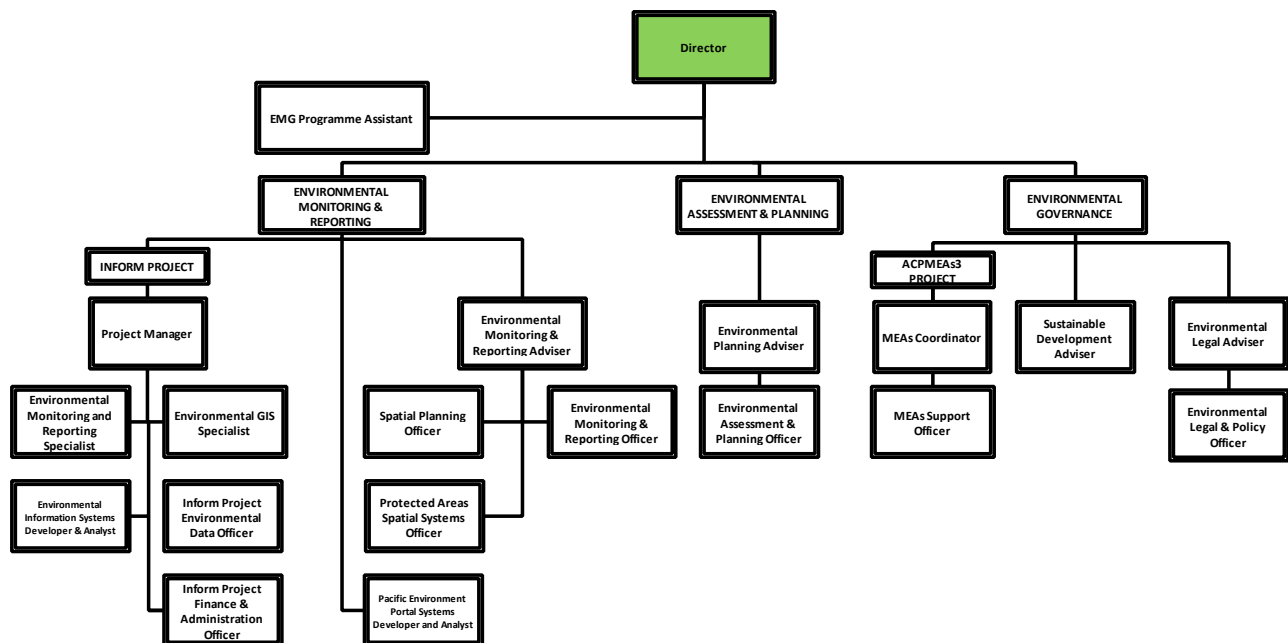 Director
EMG Programme Assistant
ENVIRONMENTAL
MONITORING &
REPORTING
ENVIRONMENTAL
ASSESSMENT & PLANNING
ENVIRONMENTAL
GOVERNANCE
INFORM PROJECT
ACPMEAs3
PROJECT
Project Manager
Environmental
Monitoring &
Reporting Adviser
Environmental
Planning Adviser
MEAs Coordinator
Sustainable
Development
Adviser
Environmental
Legal Adviser
Environmental
Monitoring and
Reporting
Specialist
Environmental GIS
Specialist
Spatial Planning
Officer
Environmental
Monitoring &
Reporting Officer
Environmental
Assessment &
Planning Officer
MEAs Support
Officer
Environmental
Legal & Policy
Officer
Environmental
Information Systems
Developer & Analyst
Inform Project
Environmental
Data Officer
Protected Areas
Spatial Systems
Officer
Inform Project
Finance &
Administration
Officer
Pacific Environment
Portal Systems
Developer and Analyst